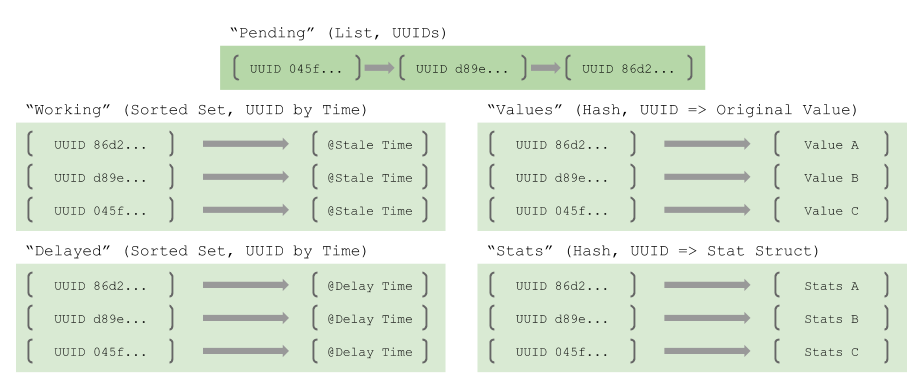 “Pending” (List, UUIDs)
UUID 045f... UUID d89e... UUID 86d2...
“Working” (Sorted Set, UUID by Time)
UUID 86d2... @Stale Time
UUID d89e... @Stale Time
UUID 045f... @Stale Time
“Values” (Hash, UUID => Original Value)
UUID 86d2... Value A
UUID d89e... Value B
UUID 045f... Value C
“Delayed” (Sorted Set, UUID by Time)
UUID 86d2... @Delay Time
UUID d89e... @Delay Time
UUID 045f... @Delay Time
“Stats” (Hash, UUID => Stat Struct)
UUID 86d2... Stats A
UUID d89e... Stats B
UUID 045f... Stats C